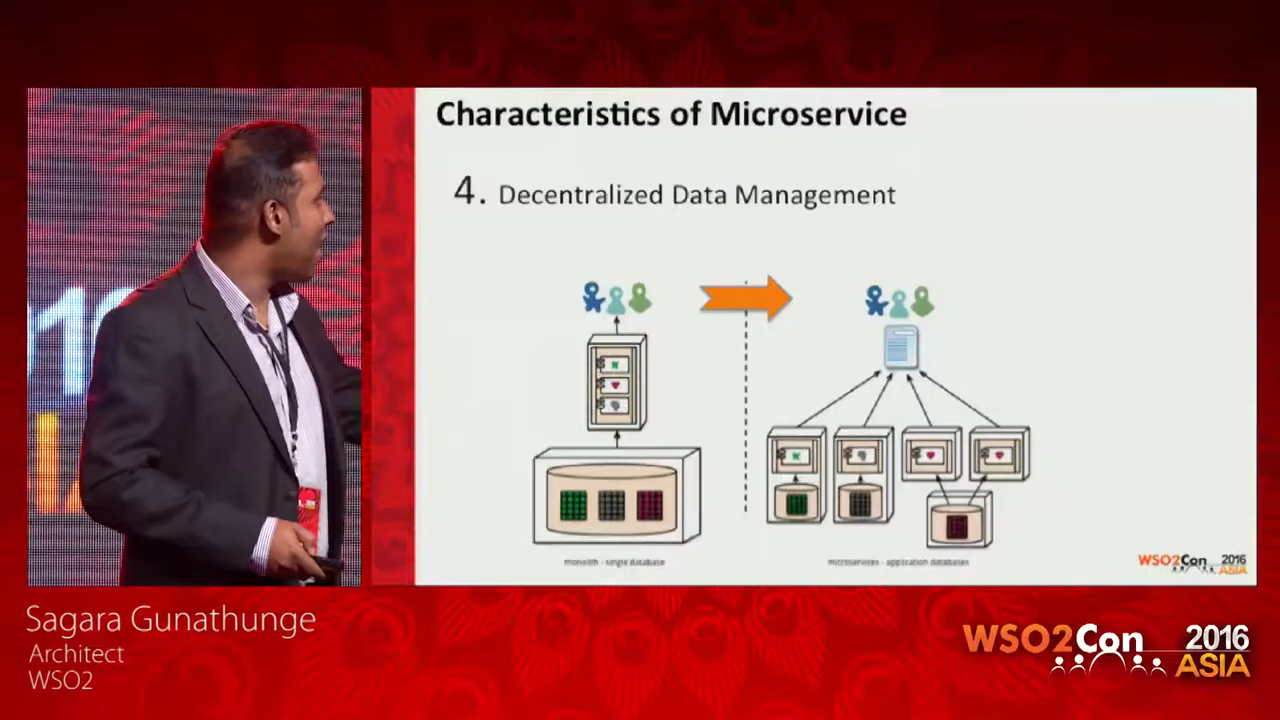 Characteristics of Microservice
4. Decentralized Data Management
monolith - single database
microservices - application databases
WSO2Con 2016
ASIA
Sagara Gunathunge
Architect
WSO2
WSO2Con 2016
ASIA